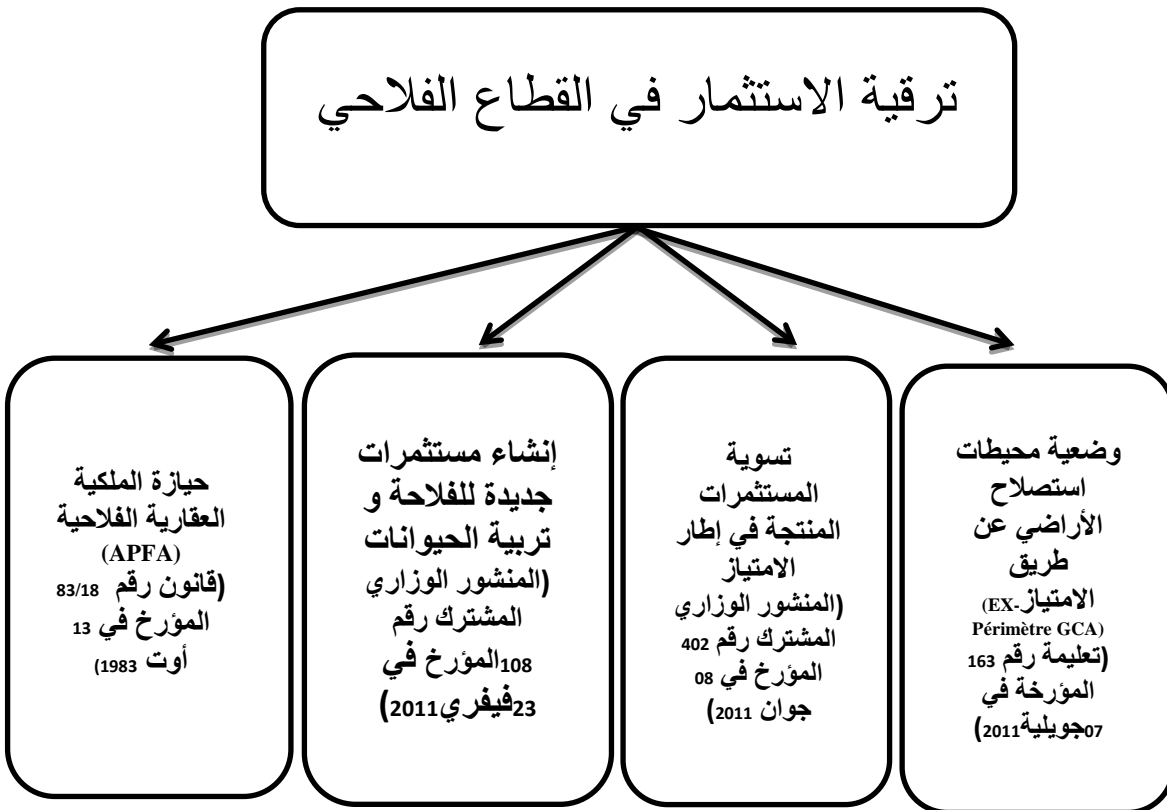 ترقية الاستثمار في القطاع الفلاحي
وضعية محيطات
استصلاح
الأراضي عن
طريق
الامتياز(EX-
Périmètre GCA)
(تعليمة رقم 163
المؤرخة في
07جويلية2011)
تسوية
المستثمرات
المنتجة في إطار
الامتياز
(المنشور الوزاري
المشترك رقم 402
المؤرخ في 08
جوان 2011)
إنشاء مستثمرات
جديدة للفلاحة و
تربية الحيوانات
(المنشور الوزاري
المشترك رقم
108المؤرخ في
23فيفري2011)
حيازة الملكية
العقارية الفلاحية
(APFA)
(قانون رقم 83/18
المؤرخ في 13
أوت 1983)